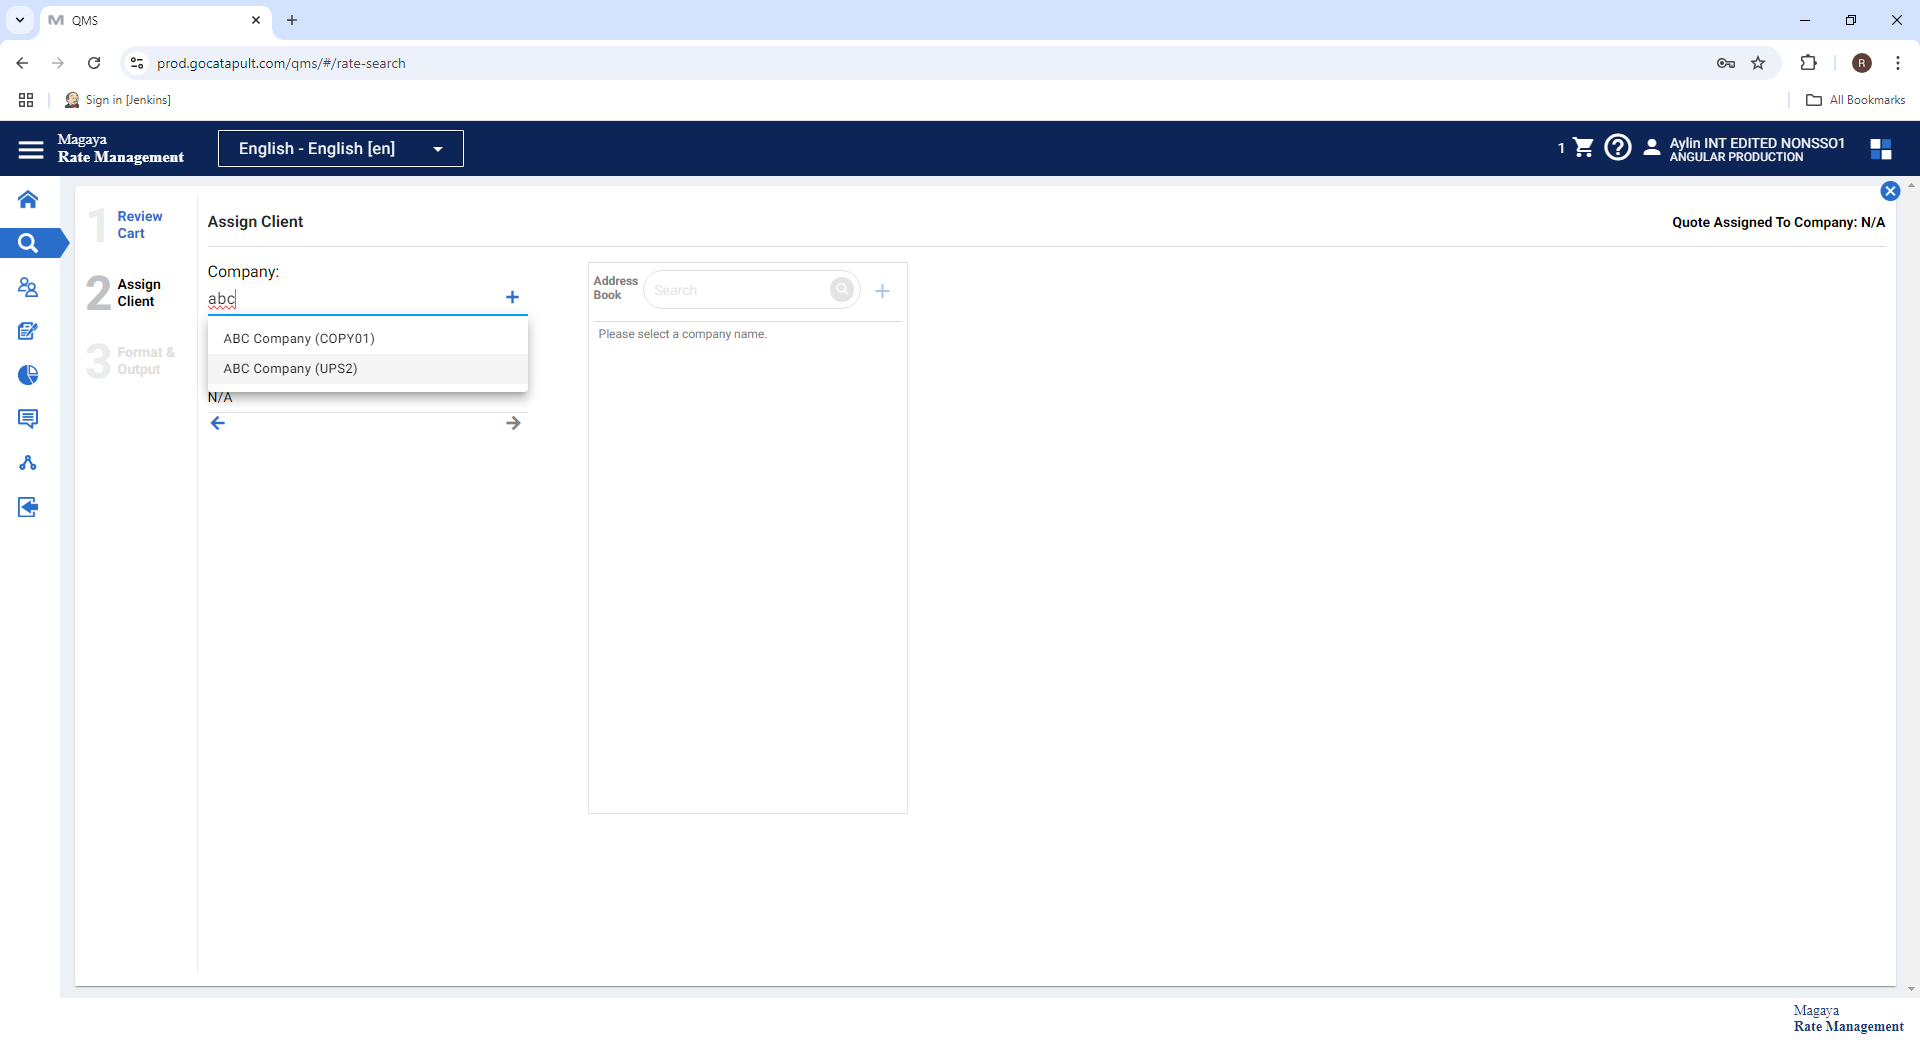 QMS
prod.gocatapult.com/qms/#/rate-search
R
Sign in [Jenkins]
All Bookmarks
Magaya
Rate Management
English - English [en]
1
Aylin INT EDITED NONSSO1
ANGULAR PRODUCTION
1 Review
Cart
Assign Client
Quote Assigned To Company: N/A
2 Assign
Client
Company:
abc
ABC Company (COPY01)
ABC Company (UPS2)
N/A
3 Format &
Output
Address
Book
Search
Please select a company name.
Magaya
Rate Management